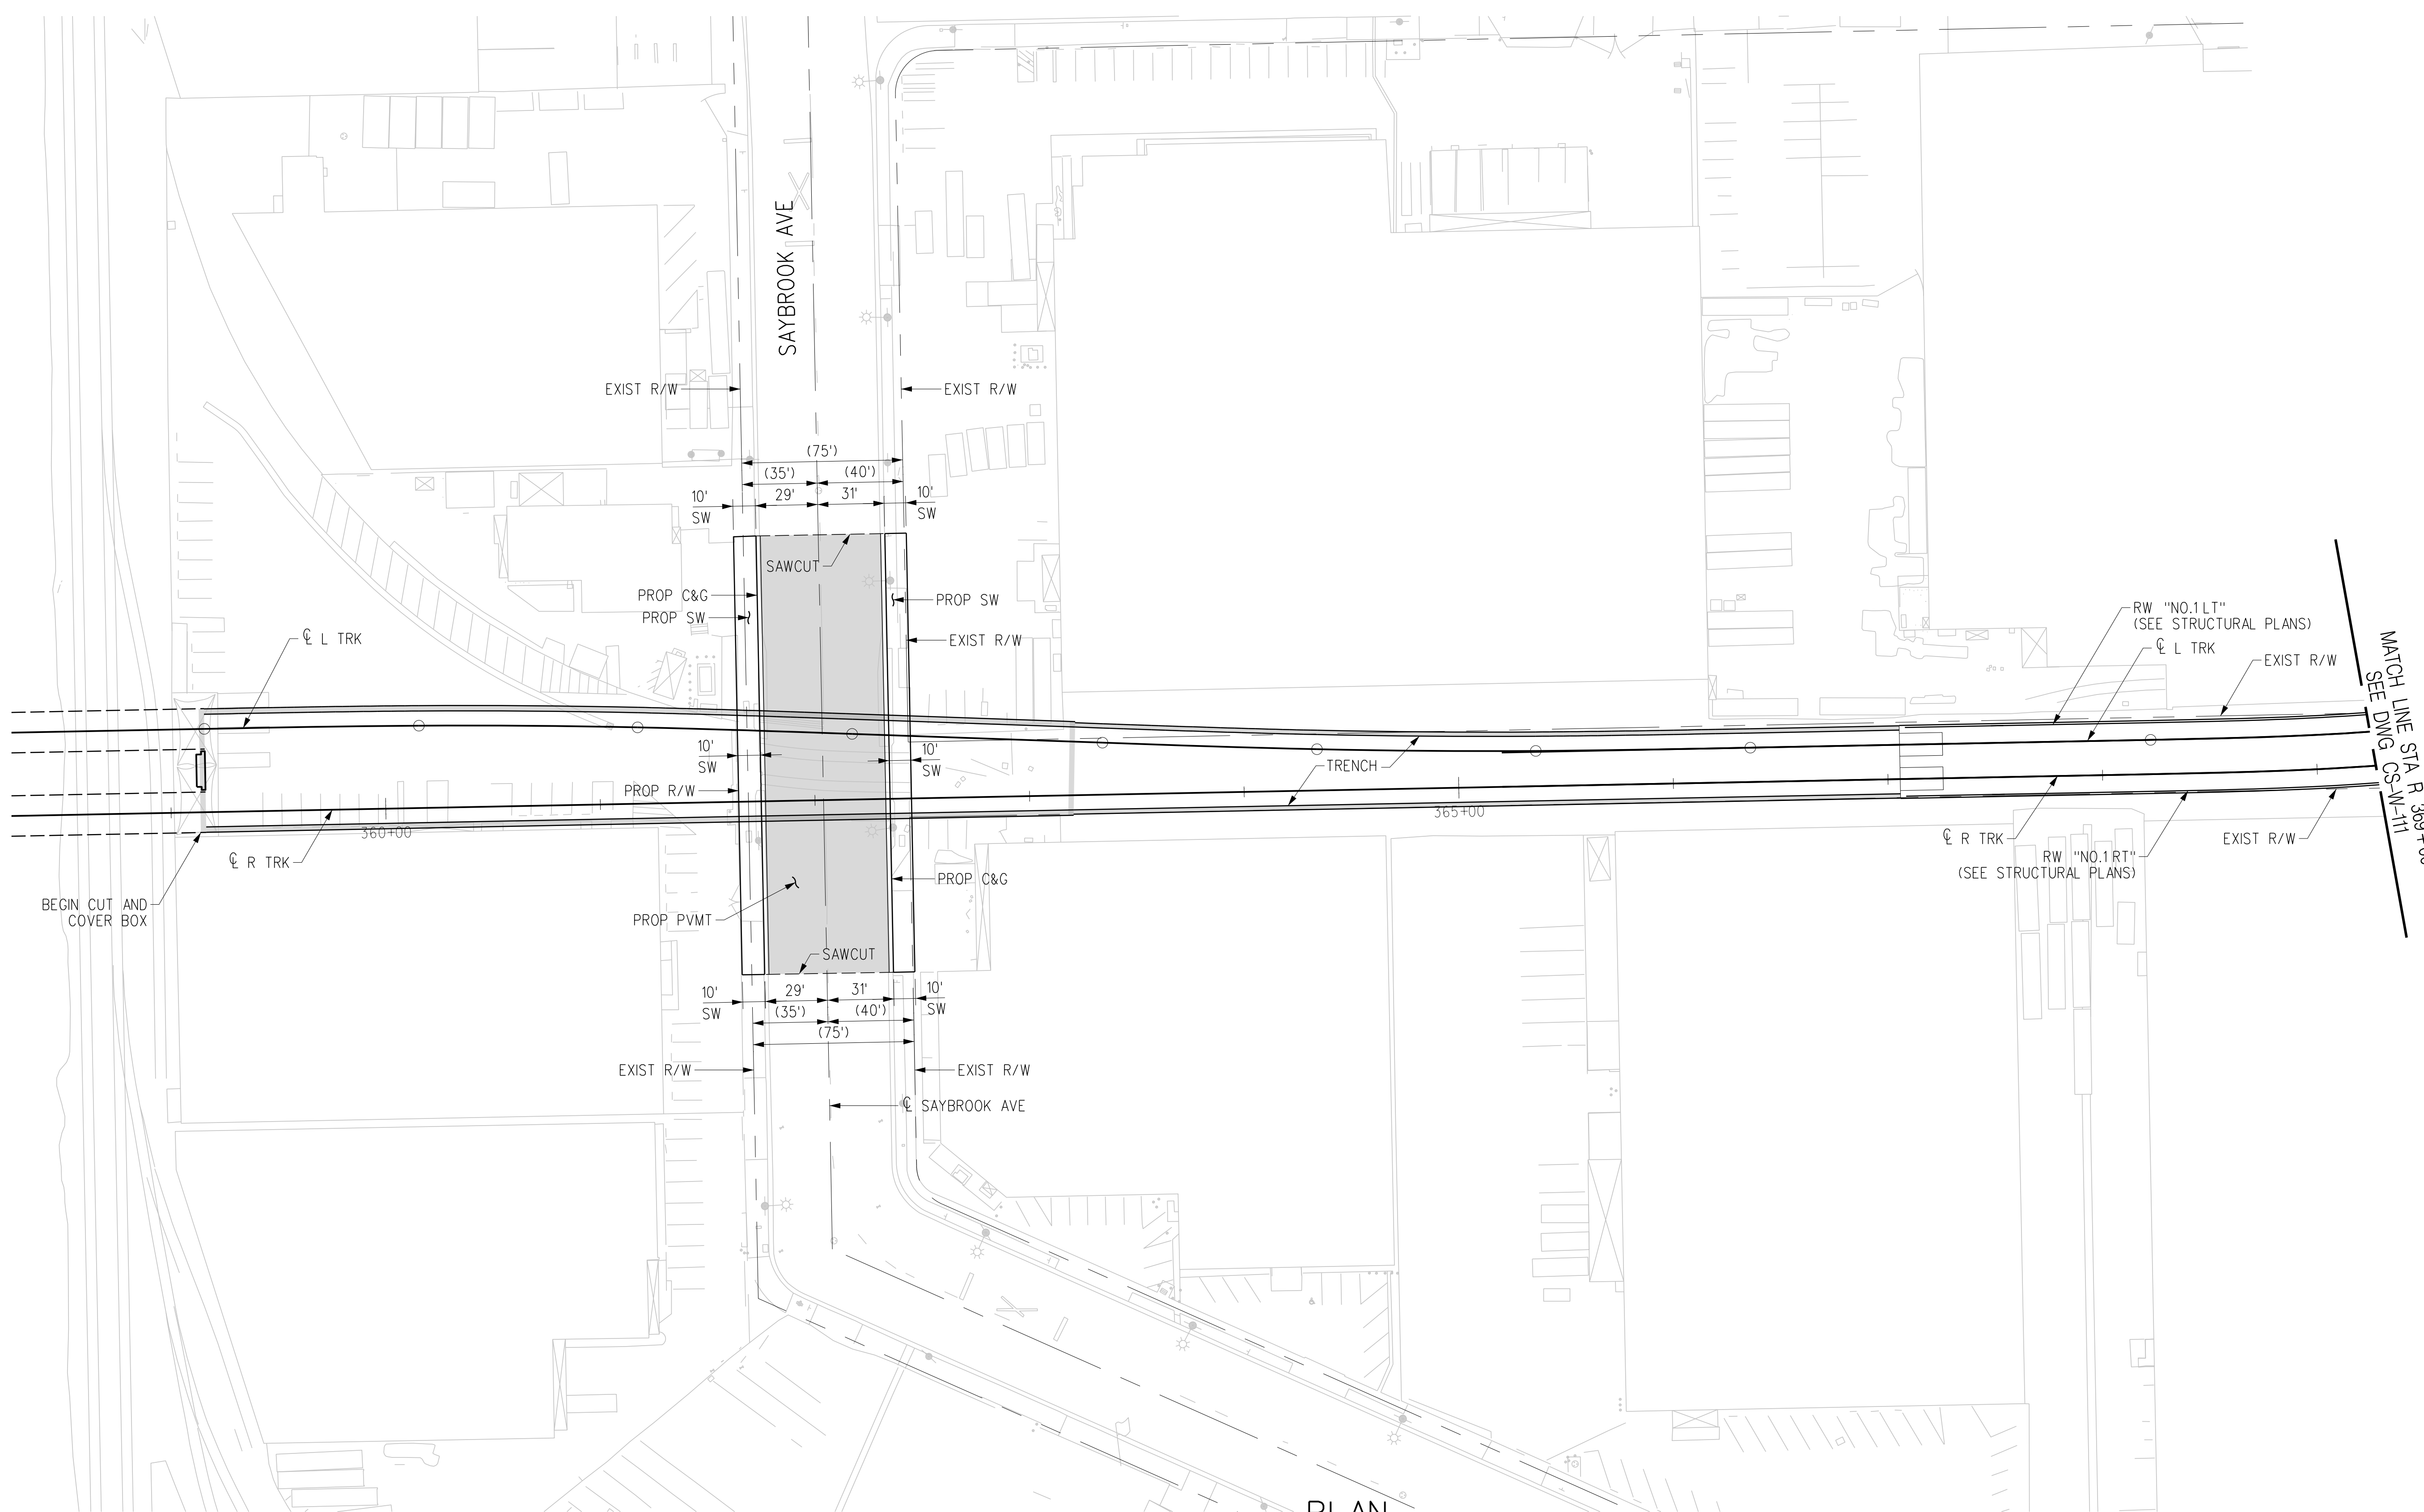 SAYBROOK AVE
EXIST R/W
EXIST R/W
(75')
(35')
(40')
10'
SW
29'
31'
10'
SW
SAWCUT
PROP C&G
PROP SW
PROP SW
EXIST R/W
℄ L TRK
RW "NO.1 LT"
(SEE STRUCTURAL PLANS)
℄ L TRK
EXIST R/W
MATCH LINE STA R 369+00
SEE DWG CS-W-111
10'
SW
10'
SW
TRENCH
PROP R/W
360+00
365+00
℄ R TRK
℄ R TRK
EXIST R/W
RW "NO.1 RT"
(SEE STRUCTURAL PLANS)
BEGIN CUT AND
COVER BOX
PROP C&G
PROP PVMT
SAWCUT
10'
SW
29'
31'
10'
SW
(35')
(40')
(75')
EXIST R/W
EXIST R/W
℄ SAYBROOK AVE
PLAN